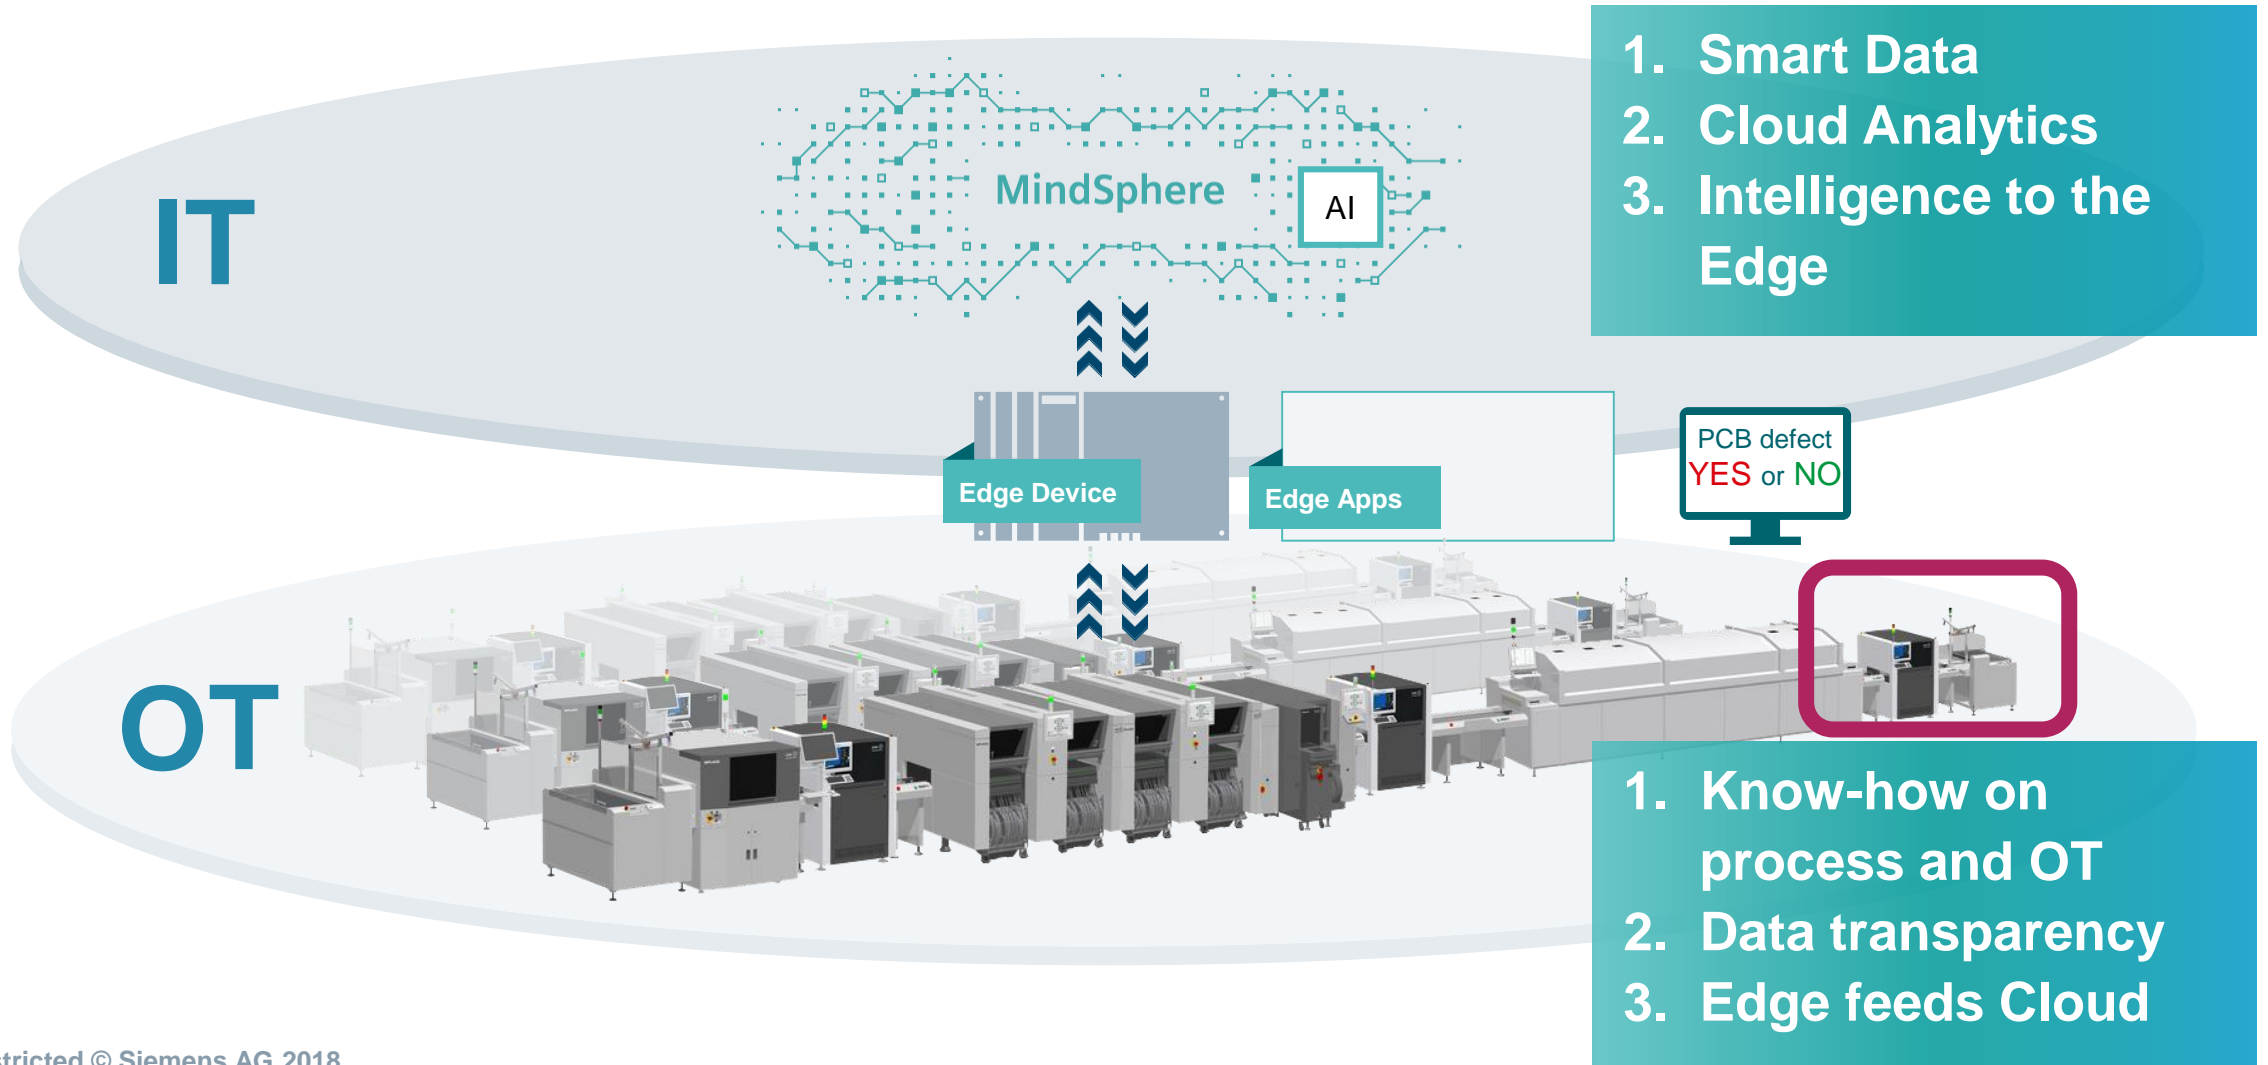 1. Smart Data
2. Cloud Analytics
3. Intelligence to the
Edge
IT
MindSphere
AI
PCB defect
YES or NO
Edge Device
Edge Apps
OT
1. Know-how on
process and OT
2. Data transparency
3. Edge feeds Cloud
stricted © Siemens AG 2018